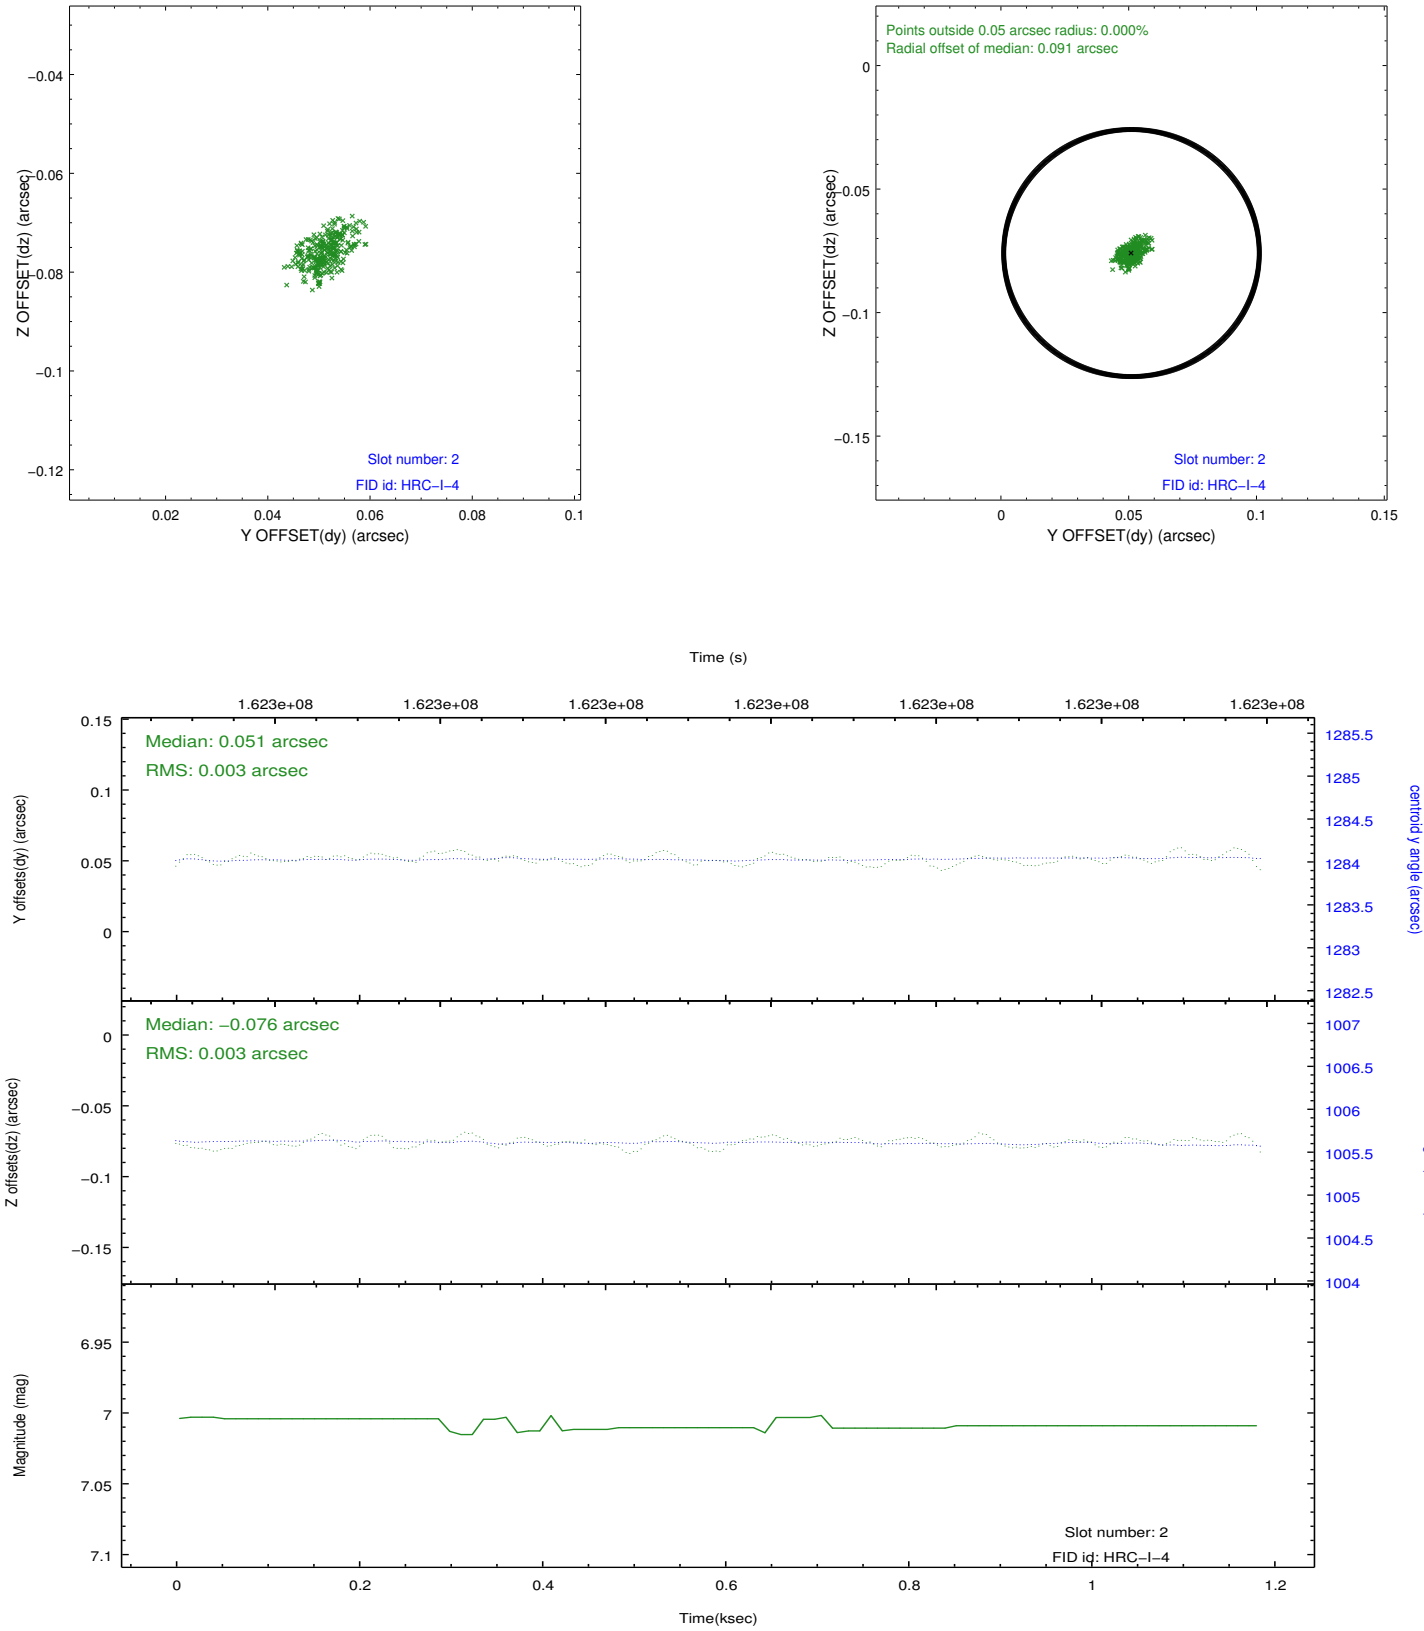 −0.04
−0.06
−0.08
−0.1
−0.12
Z OFFSET(dz) (arcsec)
Slot number: 2
FID id: HRC−I−4
0.02 0.04 0.06 0.08 0.1
Y OFFSET(dy) (arcsec)
Points outside 0.05 arcsec radius: 0.000%
Radial offset of median: 0.091 arcsec
0
−0.05
−0.1
−0.15
Z OFFSET(dz) (arcsec)
Slot number: 2
FID id: HRC−I−4
0 0.05 0.1 0.15
Y OFFSET(dy) (arcsec)
Time (s)
1.623e+08 1.623e+08 1.623e+08 1.623e+08 1.623e+08 1.623e+08 1.623e+08
Median: 0.051 arcsec
RMS: 0.003 arcsec
0.15
0.1
0.05
0
Y offsets(dy) (arcsec)
1285.5
1285
1284.5
1284
1283.5
1283
1282.5
centroid y angle (arcsec)
Median: −0.076 arcsec
RMS: 0.003 arcsec
0
−0.05
−0.1
−0.15
Z offsets(dz) (arcsec)
1007
1006.5
1006
1005.5
1005
1004.5
1004
6.95
7
7.05
7.1
Magnitude (mag)
Slot number: 2
FID id: HRC−I−4
0 0.2 0.4 0.6 0.8 1 1.2
Time(ksec)